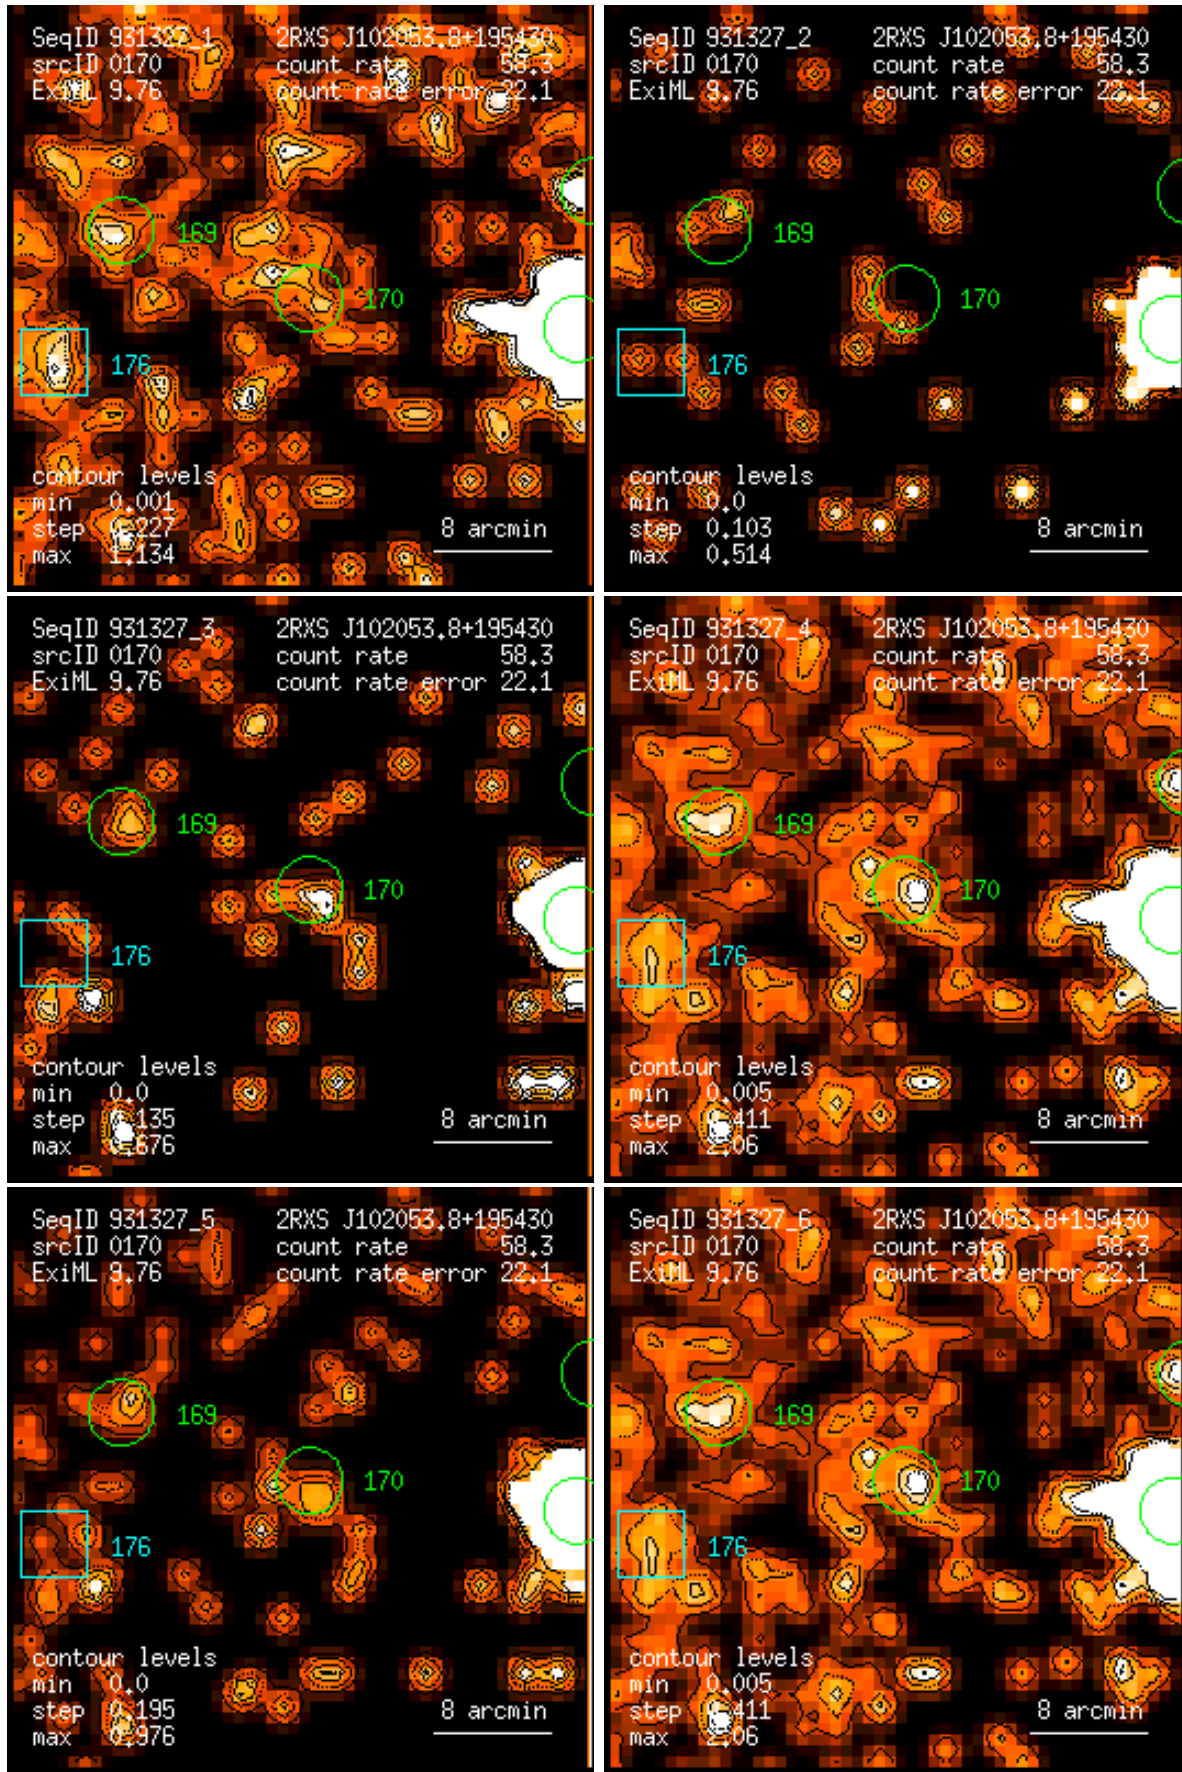 SeqID 931327_1 2RXS J102053.8+195430
srcID 0170 count rate 58.3
ExiML 9.76 count rate error 22.1
169
170
176
contour levels
min 0.001
step 0.227 8 arcmin
max 1.134
SeqID 931327_2 2RXS J102053.8+195430
srcID 0170 count rate 58.3
ExiML 9.76 count rate error 22.1
169
170
176
contour levels
min 0.0
step 0.103 8 arcmin
max 0.514
SeqID 931327_3 2RXS J102053.8+195430
srcID 0170 count rate 58.3
ExiML 9.76 count rate error 22.1
169
170
176
contour levels
min 0.0
step 0.135 8 arcmin
max 0.676
SeqID 931327_4 2RXS J102053.8+195430
srcID 0170 count rate 58.3
ExiML 9.76 count rate error 22.1
169
170
176
contour levels
min 0.005
step 0.411 8 arcmin
max 2.06
SeqID 931327_5 2RXS J102053.8+195430
srcID 0170 count rate 58.3
ExiML 9.76 count rate error 22.1
169
170
176
contour levels
min 0.0
step 0.195 8 arcmin
max 0.976
SeqID 931327_6 2RXS J102053.8+195430
srcID 0170 count rate 58.3
ExiML 9.76 count rate error 22.1
169
170
176
contour levels
min 0.005
step 0.411 8 arcmin
max 2.06